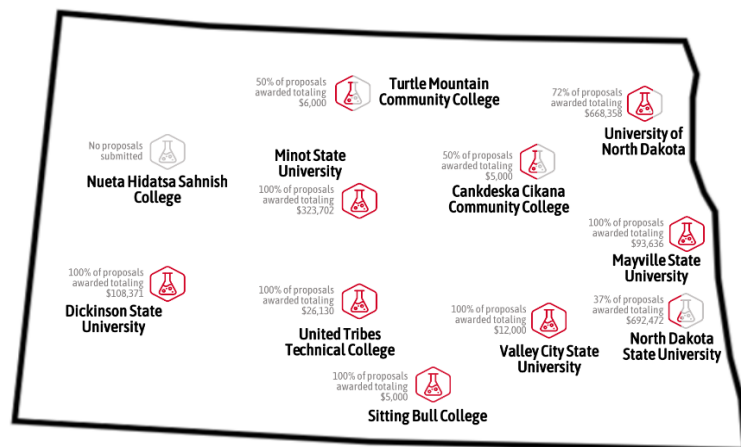 50% of proposals
awarded totaling
$6,000
Turtle Mountain
Community College
72% of proposals
awarded totaling
$668,358
University of
North Dakota
No proposals
submitted
Nueta Hidatsa Sahnish
College
Minot State
University
100% of proposals
awarded totaling
$323,702
50% of proposals
awarded totaling
$5,000
Cankdeska Cikana
Community College
100% of proposals
awarded totaling
$93,636
Mayville State
University
100% of proposals
awarded totaling
$108,371
Dickinson State
University
100% of proposals
awarded totaling
$26,130
United Tribes
Technical College
100% of proposals
awarded totaling
$12,000
Valley City State
University
37% of proposals
awarded totaling
$692,472
North Dakota
State University
100% of proposals
awarded totaling
$5,000
Sitting Bull College